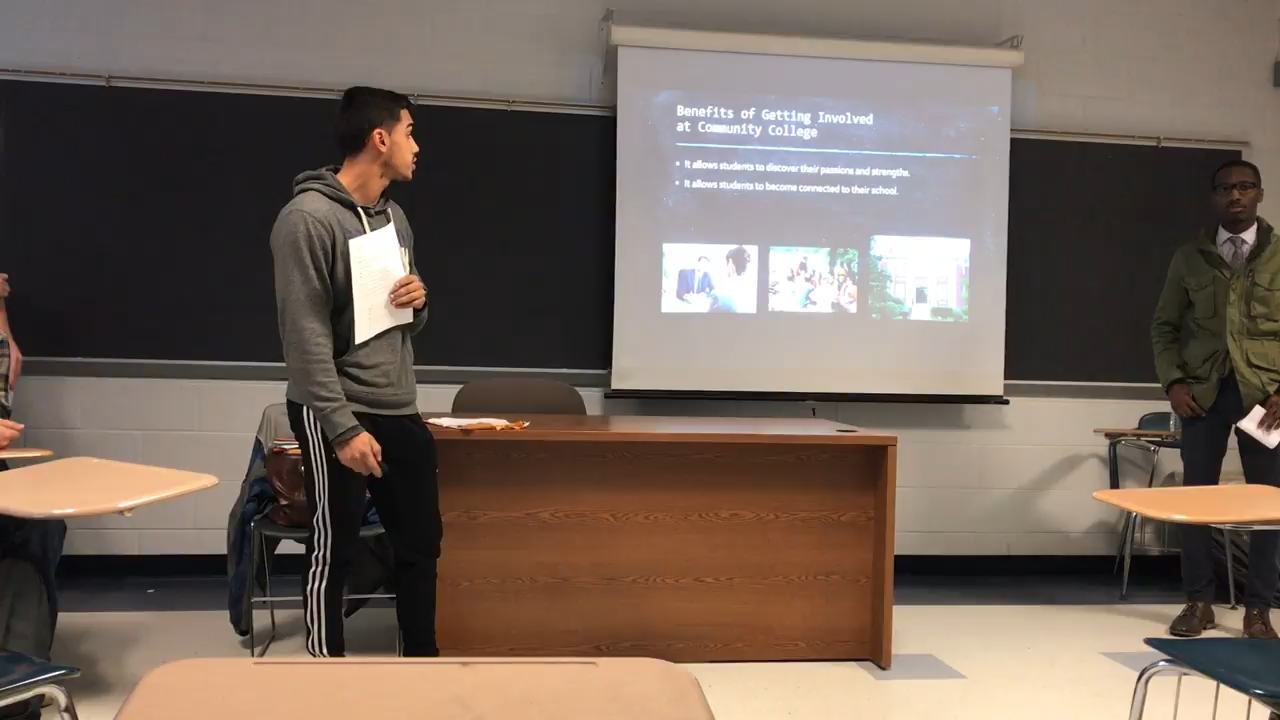 Benefits of Getting Involved
at Community College
• It allows students to discover their passions and strengths.
• It allows students to become connected to their school.